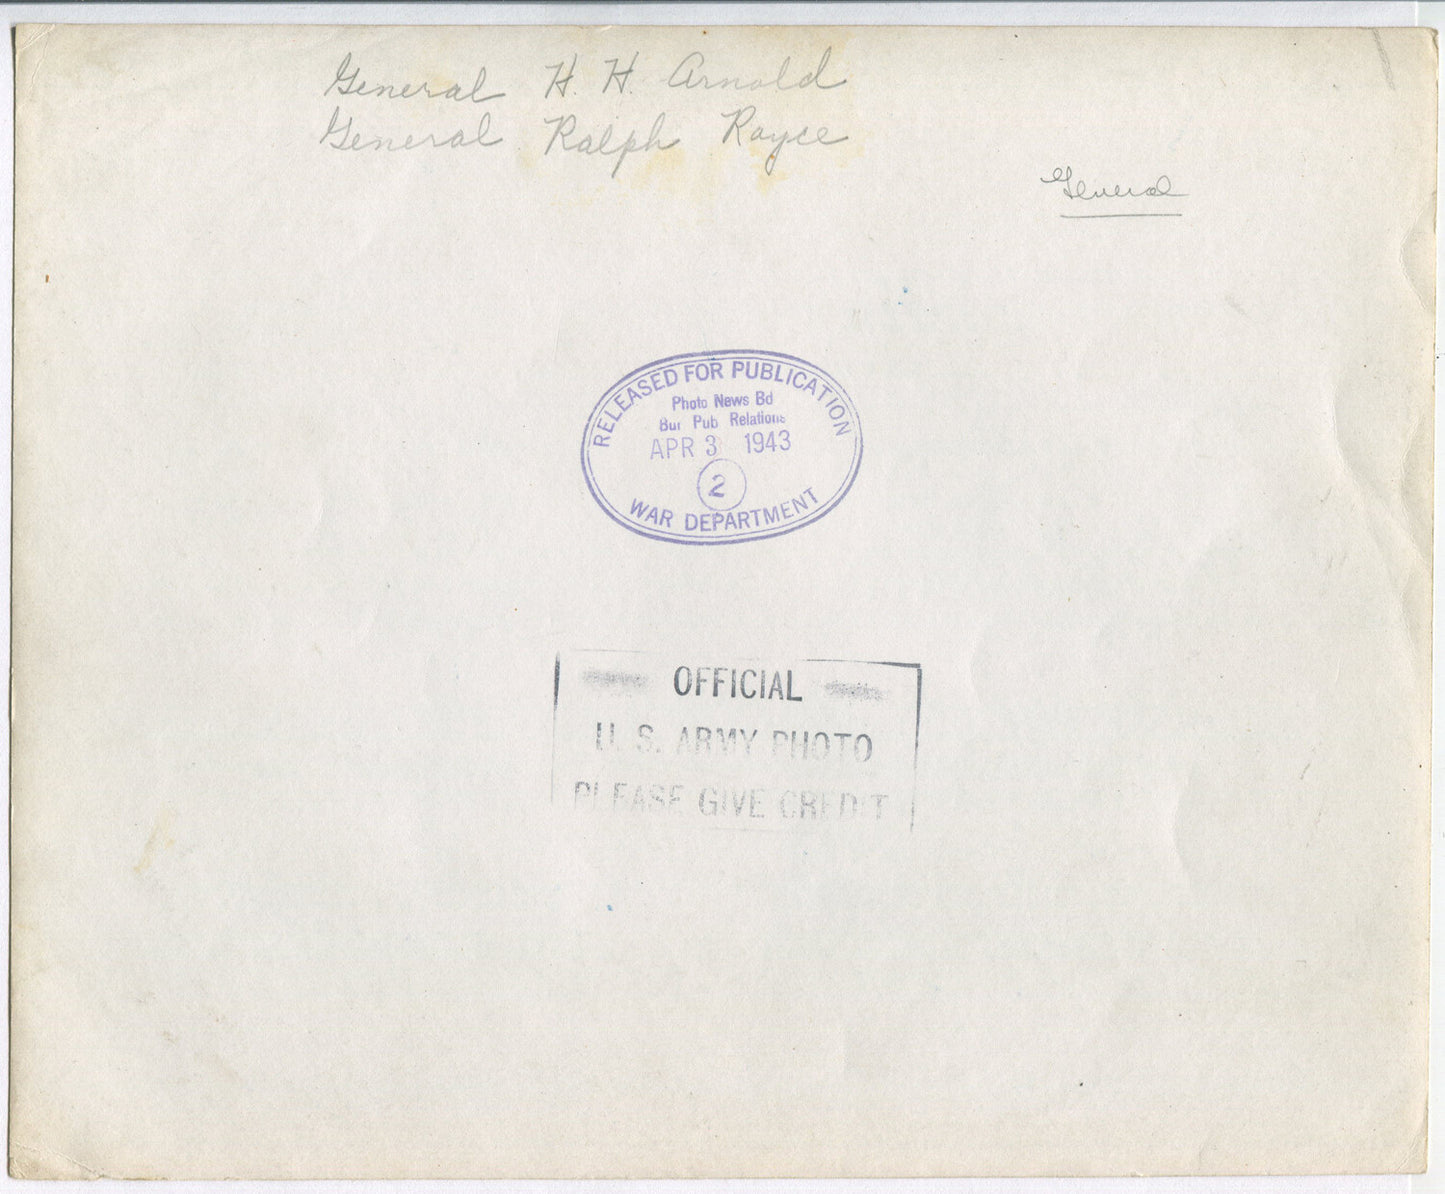 General H. H. Arnold
General Ralph Royce
General
RELEASED FOR PUBLICATION
Photo News Bd
Bur Pub Relations
APR 3 1943
2
WAR DEPARTMENT
OFFICIAL
U. S. ARMY PHOTO
PLEASE GIVE CREDIT